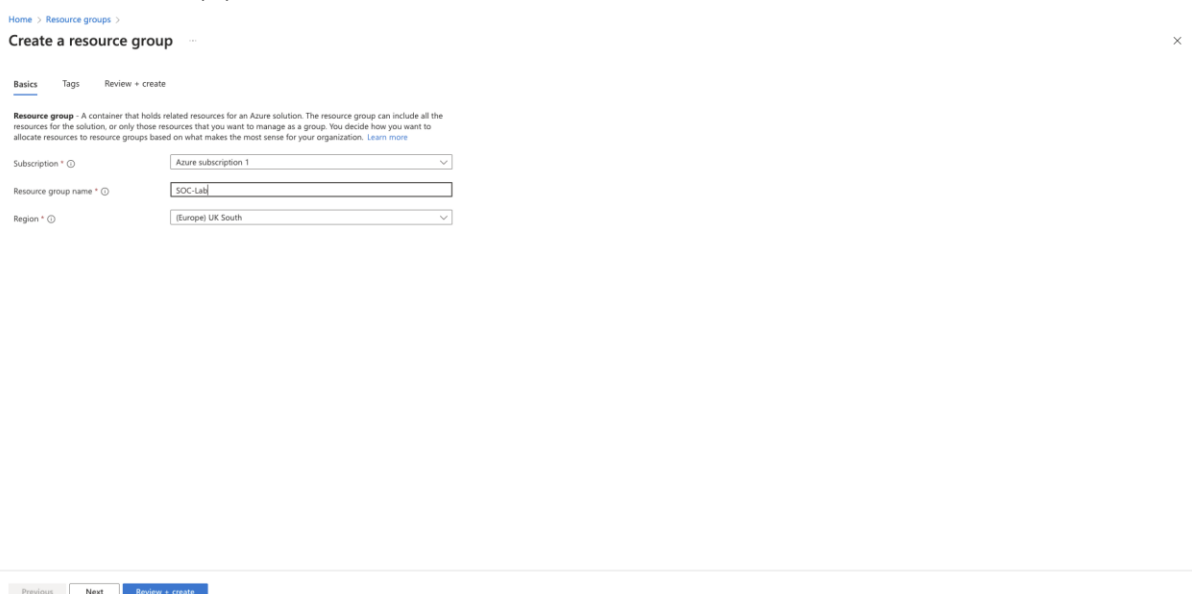 Home > Resource groups >
Create a resource group ...
Basics Tags Review + create
Resource group - A container that holds related resources for an Azure solution. The resource group can include all the
resources for the solution, or only those resources that you want to manage as a group. You decide how you want to
allocate resources to resource groups based on what makes the most sense for your organization. Learn more
Subscription * Azure subscription 1
Resource group name * SOC-Lab
Region * (Europe) UK South
Previous Next Review + create